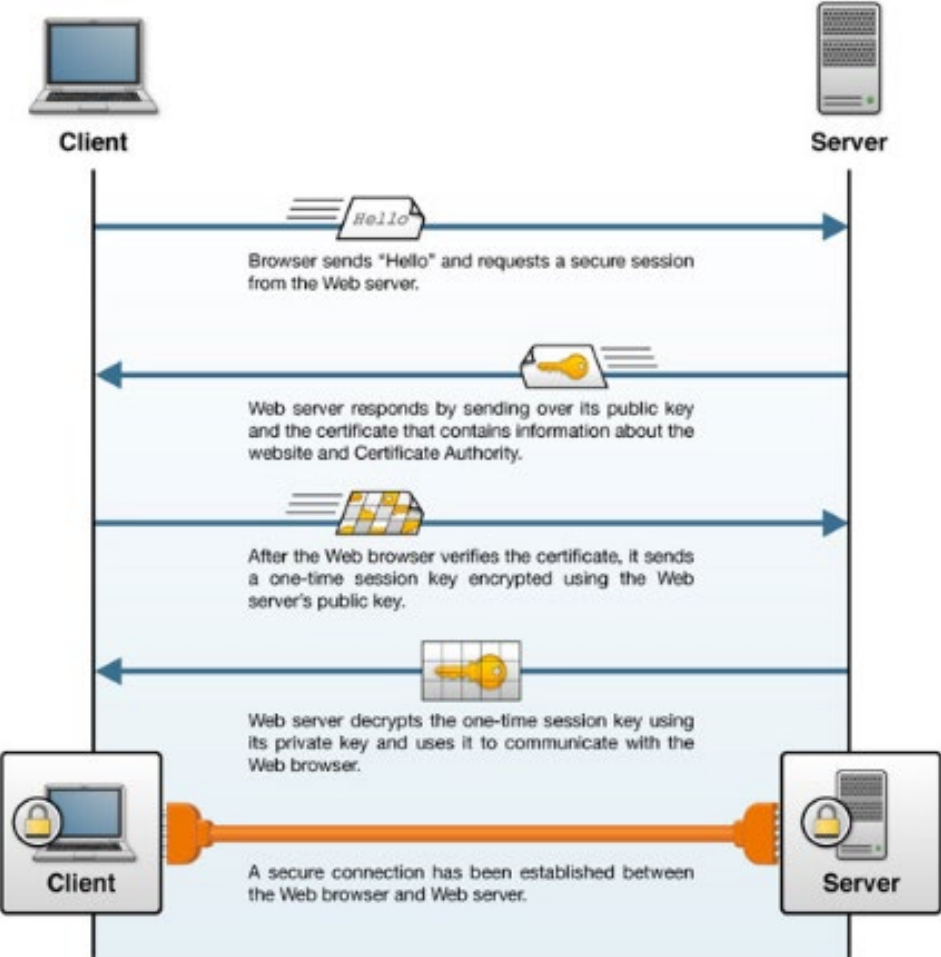 Client
Server
Hello
Browser sends “Hello” and requests a secure session
from the Web server.
Web server responds by sending over its public key
and the certificate that contains information about the
website and Certificate Authority.
After the Web browser verifies the certificate, it sends
a one-time session key encrypted using the Web
server's public key.
Web server decrypts the one-time session key using
its private key and uses it to communicate with the
Web browser.
Client
Server
A secure connection has been established between
the Web browser and Web server.